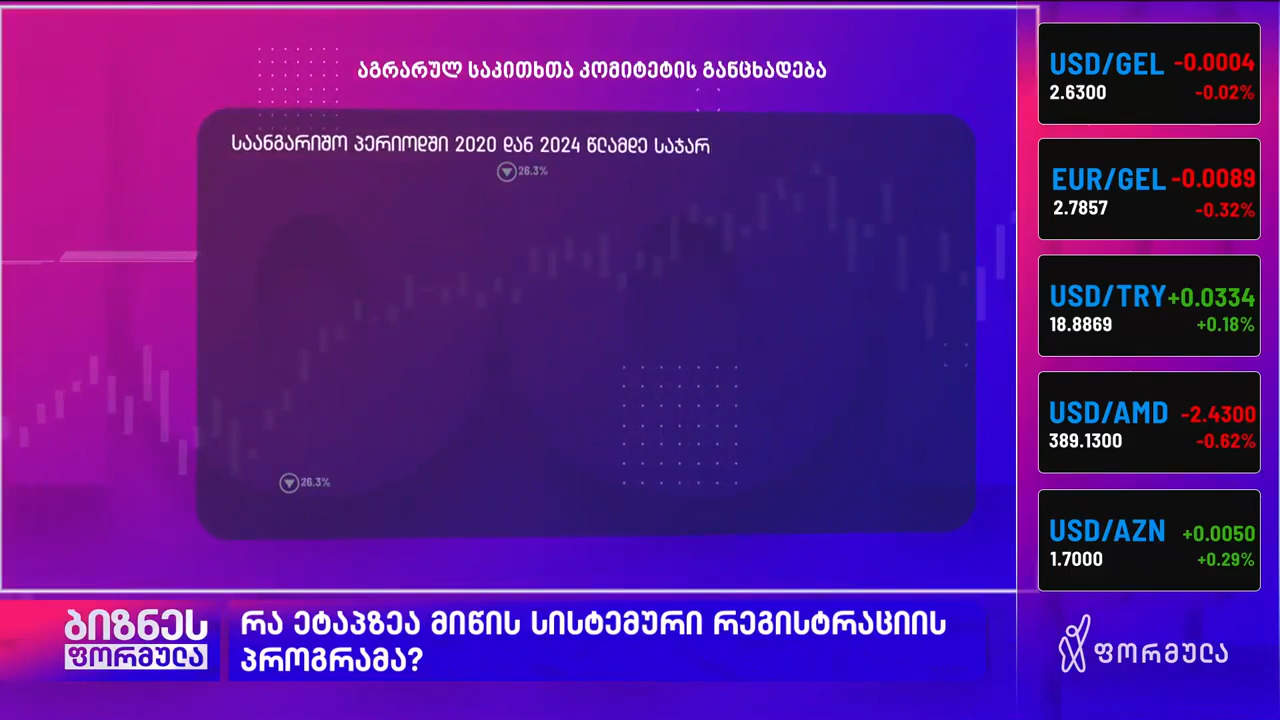 აგრარულ საკითხთა კომიტეტის განცხადება
საანგარიშო პერიოდში 2020 დან 2024 წლამდე საჯარ
26.3%
26.3%
USD/GEL -0.0004
2.6300 -0.02%
EUR/GEL -0.0089
2.7857 -0.32%
USD/TRY +0.0334
18.8869 +0.18%
USD/AMD -2.4300
389.1300 -0.62%
USD/AZN +0.0050
1.7000 +0.29%
ბიზნეს
ფორმულა
რა ეტაპზეა მიწის სისტემური რეგისტრაციის
პროგრამა?
ფორმულა